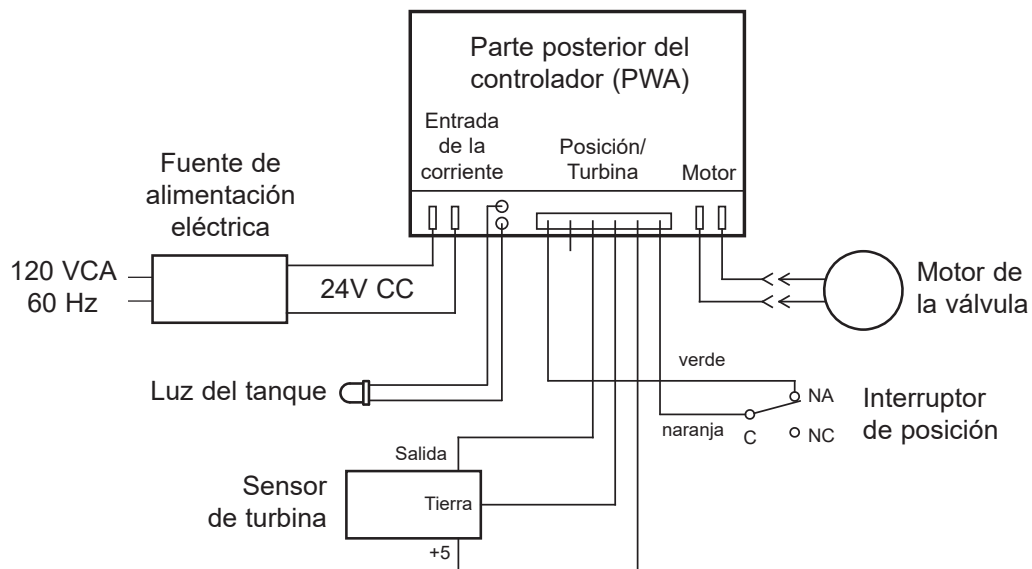 Parte posterior del
controlador (PWA)
Entrada
de la
corriente
Posición/
Turbina
Motor
Fuente de
alimentación
eléctrica
120 VCA
60 Hz
24V CC
Motor de
la válvula
verde
Luz del tanque
NA
Interruptor
de posición
naranja
C
NC
Salida
Sensor
de turbina
Tierra
+5